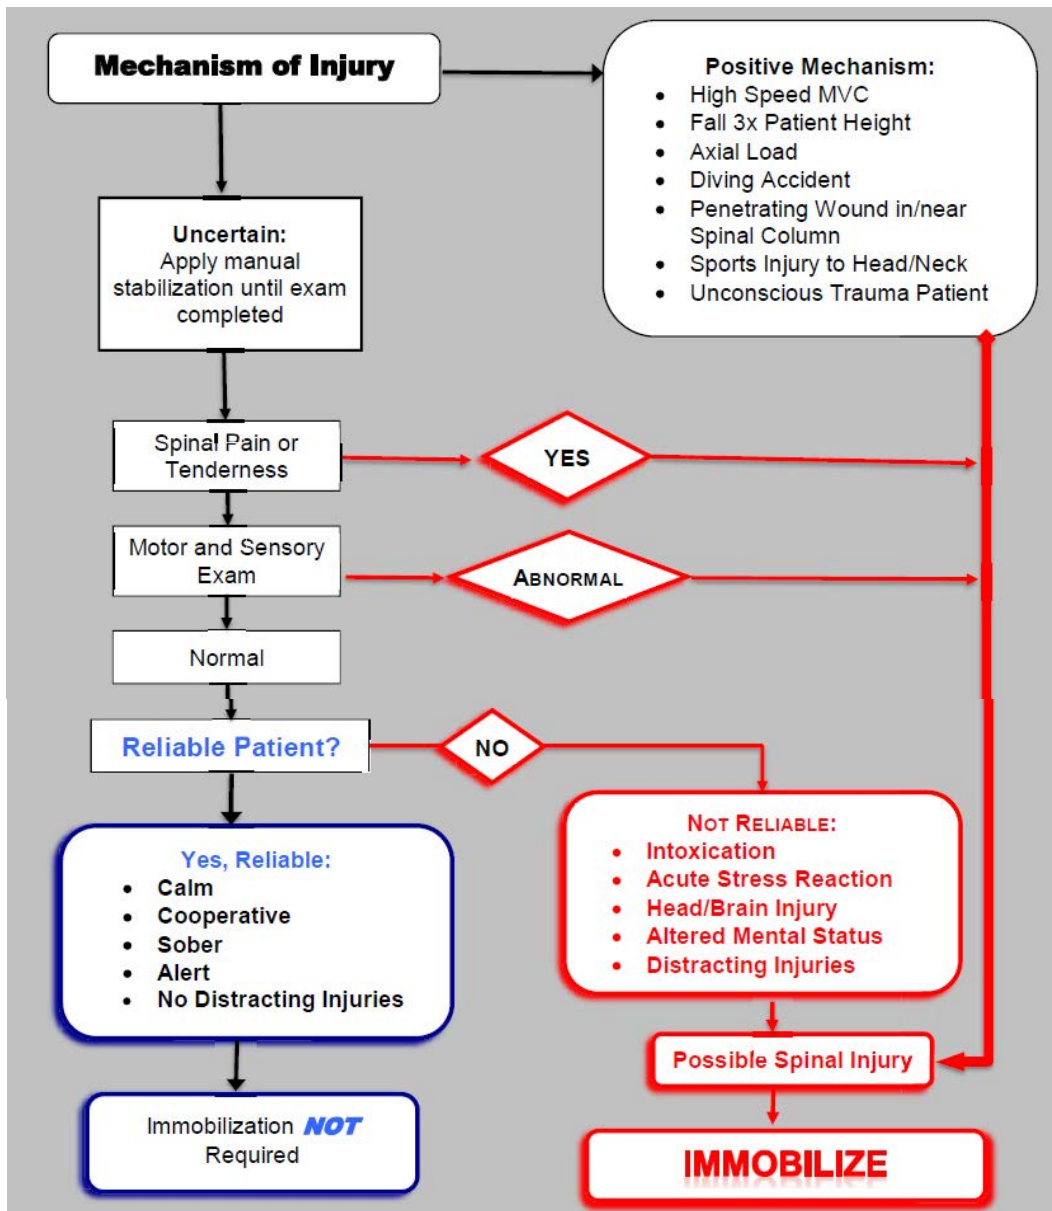 Mechanism of Injury
Positive Mechanism:
• High Speed MVC
• Fall 3x Patient Height
• Axial Load
• Diving Accident
• Penetrating Wound in/near
Spinal Column
• Sports Injury to Head/Neck
• Unconscious Trauma Patient
Uncertain:
Apply manual
stabilization until exam
completed
Spinal Pain or
Tenderness
YES
Motor and Sensory
Exam
ABNORMAL
Normal
Reliable Patient?
NO
Yes, Reliable:
• Calm
• Cooperative
• Sober
• Alert
• No Distracting Injuries
NOT RELIABLE:
• Intoxication
• Acute Stress Reaction
• Head/Brain Injury
• Altered Mental Status
• Distracting Injuries
Possible Spinal Injury
Immobilization NOT
Required
IMMOBILIZE